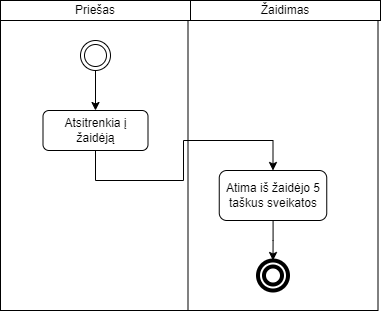 Priešas
Žaidimas
Atsitrenkia į
žaidėją
Atima iš žaidėjo 5
taškus sveikatos